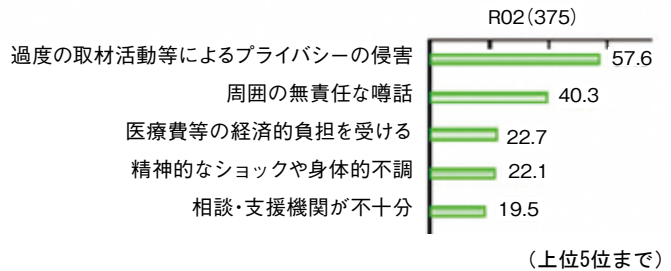 R02(375)
過度の取材活動等によるプライバシーの侵害 57.6
周囲の無責任な噂話 40.3
医療費等の経済的負担を受ける 22.7
精神的なショックや身体的不調 22.1
相談・支援機関が不十分 19.5
(上位5位まで)